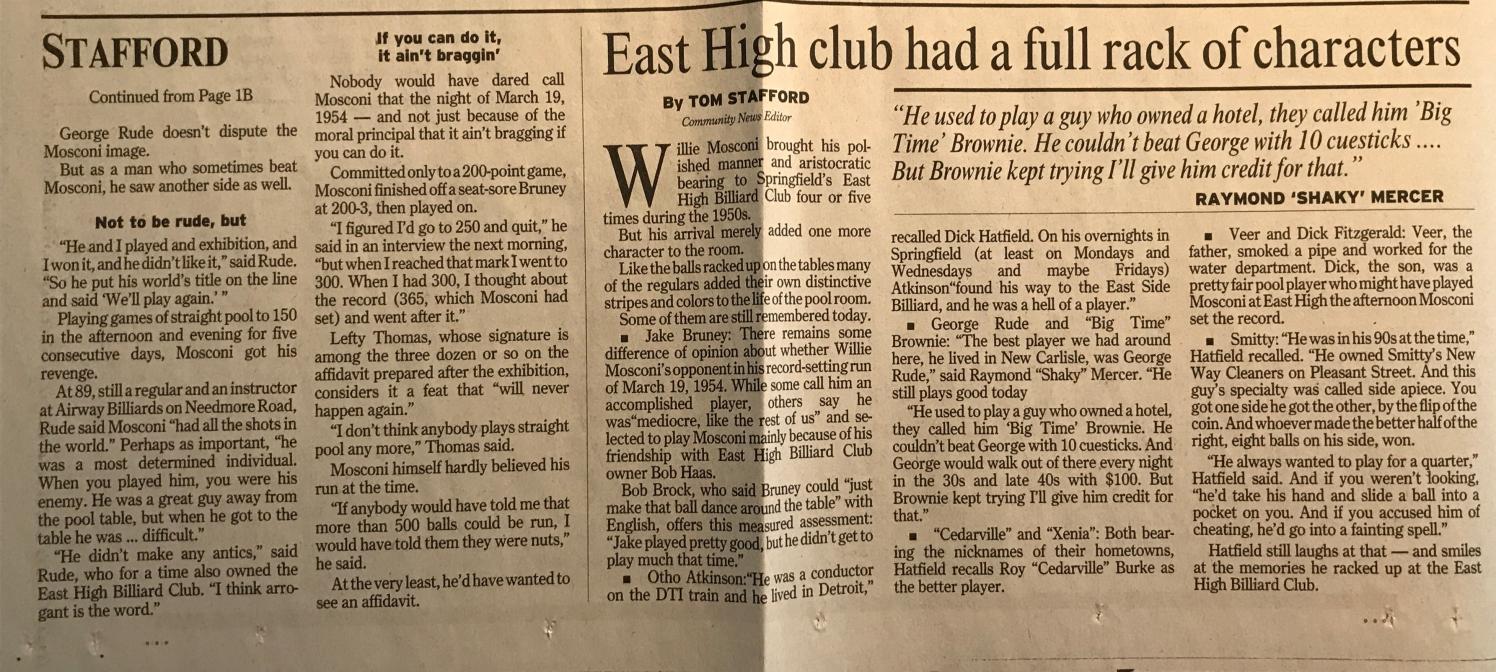 STAFFORD
Continued from Page 1B
George Rude doesn't dispute the
Mosconi image.
But as a man who sometimes beat
Mosconi, he saw another side as well.
Not to be rude, but
"He and I played and exhibition, and
I won it, and he didn't like it," said Rude.
"So he put his world's title on the line
and said 'We'll play again.' "
Playing games of straight pool to 150
in the afternoon and evening for five
consecutive days, Mosconi got his
revenge.
At 89, still a regular and an instructor
at Airway Billiards on Needmore Road,
Rude said Mosconi "had all the shots in
the world." Perhaps as important, "he
was a most determined individual.
When you played him, you were his
enemy. He was a great guy away from
the pool table, but when he got to the
table he was ... difficult."
"He didn't make any antics," said
Rude, who for a time also owned the
East High Billiard Club. "I think arro-
gant is the word."
If you can do it,
it ain't braggin'
Nobody would have dared call
Mosconi that the night of March 19,
1954 — and not just because of the
moral principal that it ain't bragging if
you can do it.
Committed only to a 200-point game,
Mosconi finished off a seat-sore Bruney
at 200-3, then played on.
"I figured I'd go to 250 and quit," he
said in an interview the next morning,
"but when I reached that mark I went to
300. When I had 300, I thought about
the record (365, which Mosconi had
set) and went after it."
Lefty Thomas, whose signature is
among the three dozen or so on the
affidavit prepared after the exhibition,
considers it a feat that "will never
happen again."
"I don't think anybody plays straight
pool any more," Thomas said.
Mosconi himself hardly believed his
run at the time.
"If anybody would have told me that
more than 500 balls could be run, I
would have told them they were nuts,"
he said.
At the very least, he'd have wanted to
see an affidavit.
East High club had a full rack of characters
By TOM STAFFORD
Community News Editor
Willie Mosconi brought his pol-
ished manner and aristocratic
bearing to Springfield's East
High Billiard Club four or five
times during the 1950s.
But his arrival merely added one more
character to the room.
Like the balls racked up on the tables many
of the regulars added their own distinctive
stripes and colors to the life of the pool room.
Some of them are still remembered today.
■ Jake Bruney: There remains some
difference of opinion about whether Willie
Mosconi's opponent in his record-setting run
of March 19, 1954. While some call him an
accomplished player, others say he
was"mediocre, like the rest of us" and se-
lected to play Mosconi mainly because of his
friendship with East High Billiard Club
owner Bob Haas.
Bob Brock, who said Bruney could "just
make that ball dance around the table" with
English, offers this measured assessment:
"Jake played pretty good, but he didn't get to
play much that time."
■ Otho Atkinson:"He was a conductor
on the DTI train and he lived in Detroit,"
"He used to play a guy who owned a hotel, they called him 'Big
Time' Brownie. He couldn't beat George with 10 cuesticks ....
But Brownie kept trying I'll give him credit for that."
RAYMOND 'SHAKY' MERCER
recalled Dick Hatfield. On his overnights in
Springfield (at least on Mondays and
Wednesdays and maybe Fridays)
Atkinson"found his way to the East Side
Billiard, and he was a hell of a player."
■ George Rude and "Big Time"
Brownie: "The best player we had around
here, he lived in New Carlisle, was George
Rude," said Raymond "Shaky" Mercer. "He
still plays good today
"He used to play a guy who owned a hotel,
they called him 'Big Time' Brownie. He
couldn't beat George with 10 cuesticks. And
George would walk out of there every night
in the 30s and late 40s with $100. But
Brownie kept trying I'll give him credit for
that."
■ "Cedarville" and "Xenia": Both bear-
ing the nicknames of their hometowns,
Hatfield recalls Roy "Cedarville" Burke as
the better player.
■ Veer and Dick Fitzgerald: Veer, the
father, smoked a pipe and worked for the
water department. Dick, the son, was a
pretty fair pool player who might have played
Mosconi at East High the afternoon Mosconi
set the record.
■ Smitty: "He was in his 90s at the time,"
Hatfield recalled. "He owned Smitty's New
Way Cleaners on Pleasant Street. And this
guy's specialty was called side apiece. You
got one side he got the other, by the flip of the
coin. And whoever made the better half of the
right, eight balls on his side, won.
"He always wanted to play for a quarter,"
Hatfield said. And if you weren't looking,
"he'd take his hand and slide a ball into a
pocket on you. And if you accused him of
cheating, he'd go into a fainting spell."
Hatfield still laughs at that — and smiles
at the memories he racked up at the East
High Billiard Club.